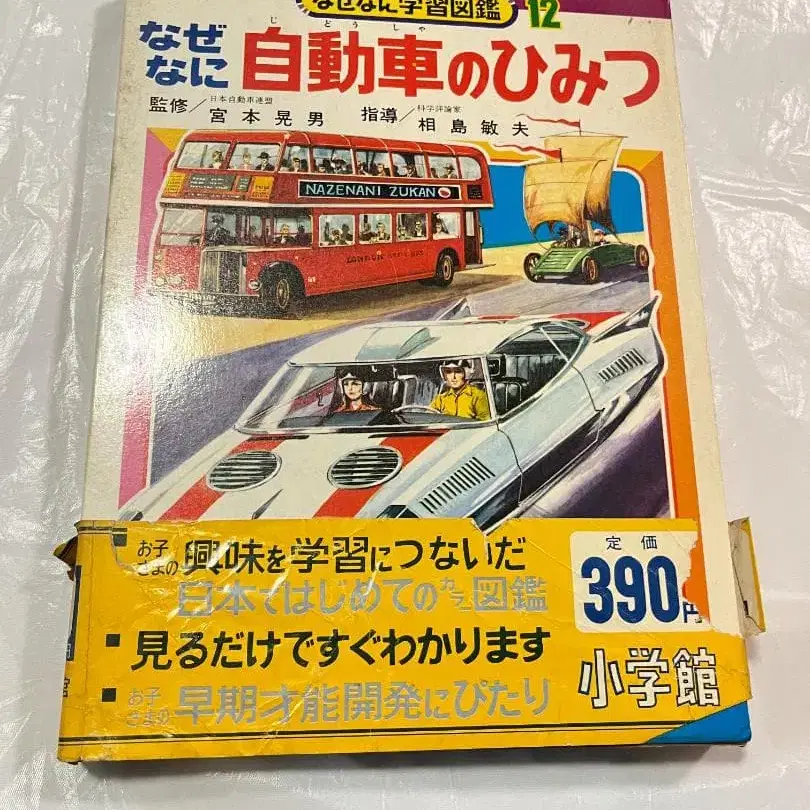 なぜなに学習図鑑 12
なぜ
なに
じどうしゃ
自動車のひみつ
監修/日本自動車連盟 宮本晃男 指導/科学評論家 相島敏夫
NAZENANI ZUKAN
お子さまの 興味を学習につないだ
日本ではじめてのカラー図鑑
■見るだけですぐわかります
■お子さまの 早期才能開発にぴたり
定価
390円
小学館
館